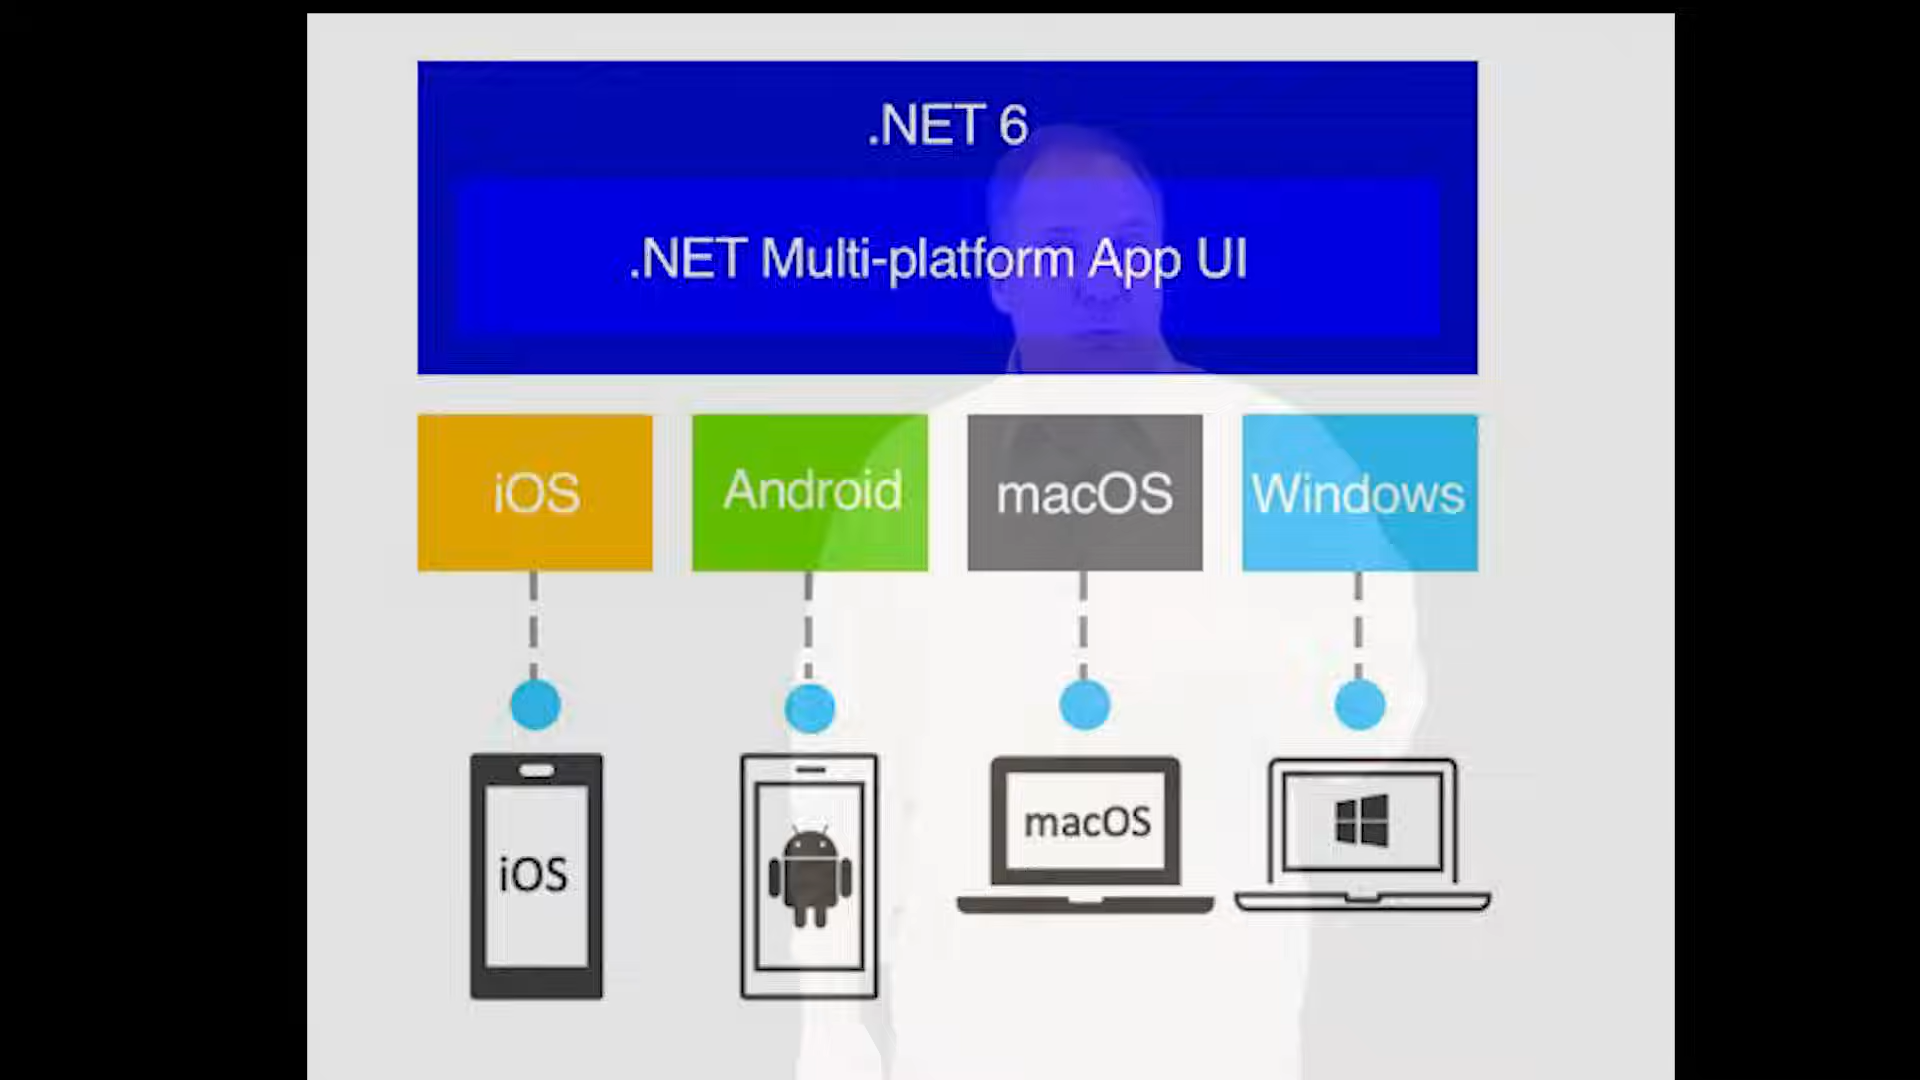 .NET 6
.NET Multi-platform App UI
iOS
Android
macOS
Windows
iOS
macOS